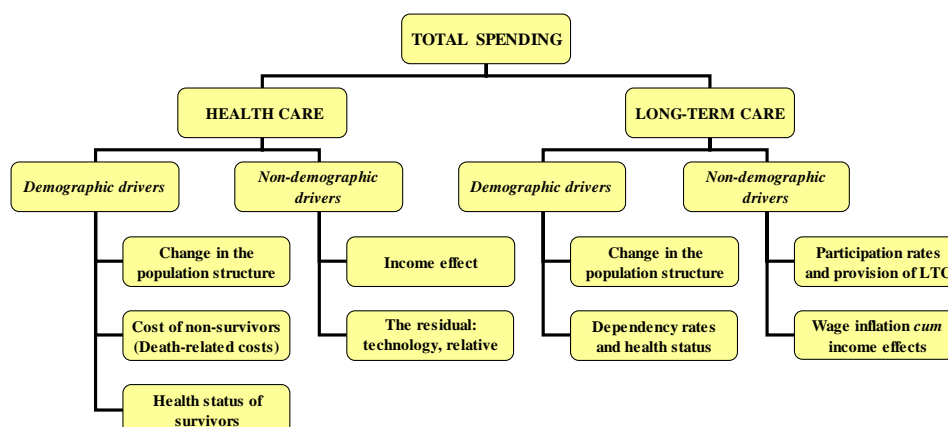 TOTAL SPENDING
HEALTH CARE
LONG-TERM CARE
Demographic drivers
Non-demographic
drivers
Demographic drivers
Non-demographic
drivers
Change in the
population structure
Income effect
Change in the
population structure
Participation rates
and provision of LTC
Cost of non-survivors
(Death-related costs)
The residual:
technology, relative
Dependency rates
and health status
Wage inflation cum
income effects
Health status of
survivors